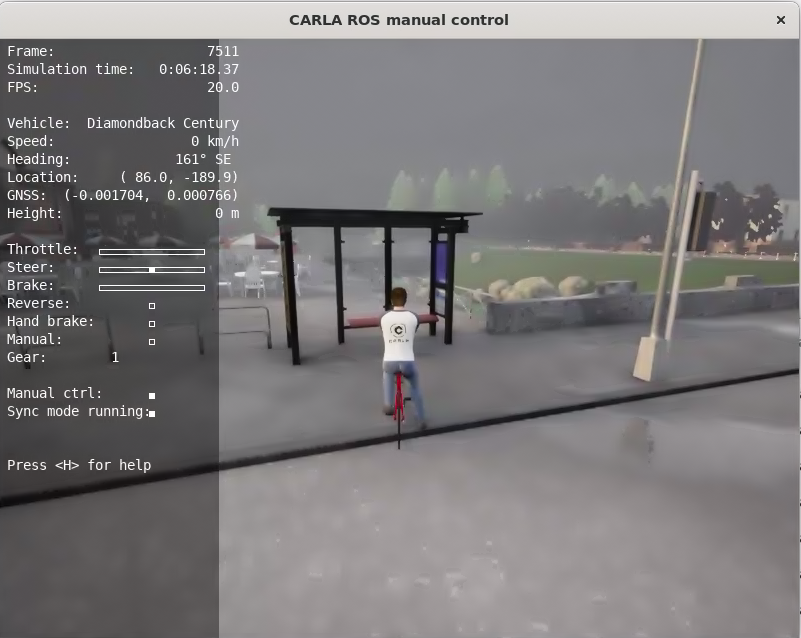 CARLA ROS manual control ×
Frame: 7511
Simulation time: 0:06:18.37
FPS: 20.0
Vehicle: Diamondback Century
Speed: 0 km/h
Heading: 161° SE
Location: ( 86.0, -189.9)
GNSS: (-0.001704, 0.000766)
Height: 0 m
Throttle:
Steer:
Brake:
Reverse:
Hand brake:
Manual:
Gear: 1
Manual ctrl:
Sync mode running:
Press <H> for help
C
CARLA